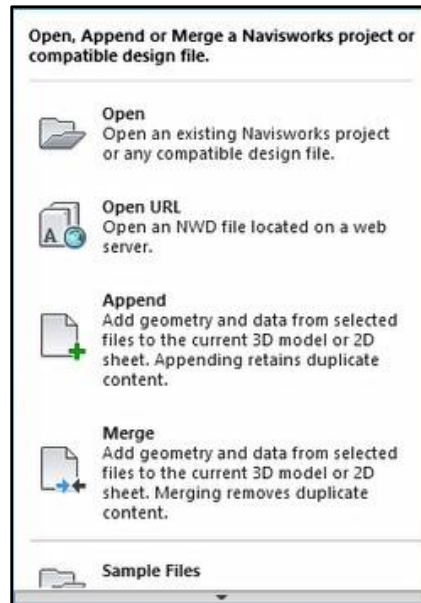 Open, Append or Merge a Navisworks project or
compatible design file.
Open
Open an existing Navisworks project
or any compatible design file.
Open URL
Open an NWD file located on a web
server.
Append
Add geometry and data from selected
files to the current 3D model or 2D
sheet. Appending retains duplicate
content.
Merge
Add geometry and data from selected
files to the current 3D model or 2D
sheet. Merging removes duplicate
content.
Sample Files